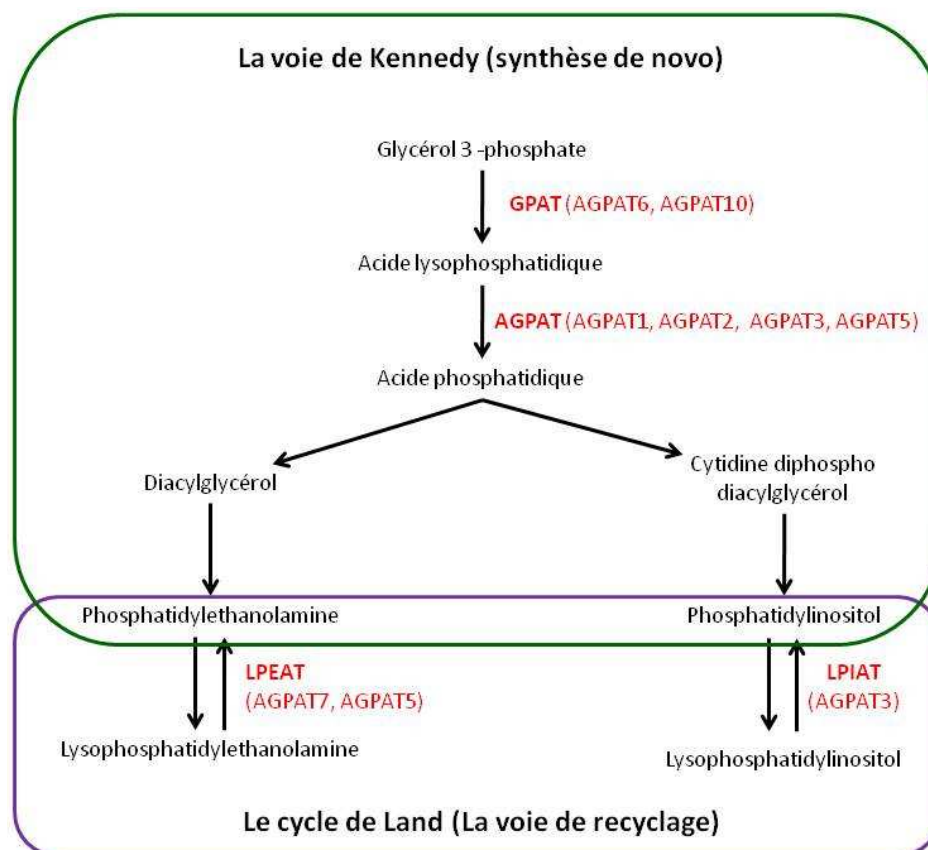 La voie de Kennedy (synthèse de novo)
Glycérol 3 -phosphate
GPAT (AGPAT6, AGPAT10)
Acide lysophosphatidique
AGPAT (AGPAT1, AGPAT2, AGPAT3, AGPAT5)
Acide phosphatidique
Diacylglycérol
Cytidine diphospho
diacylglycérol
Phosphatidylethanolamine
Phosphatidylinositol
LPEAT
(AGPAT7, AGPAT5)
LPIAT
(AGPAT3)
Lysophosphatidylethanolamine
Lysophosphatidylinositol
Le cycle de Land (La voie de recyclage)